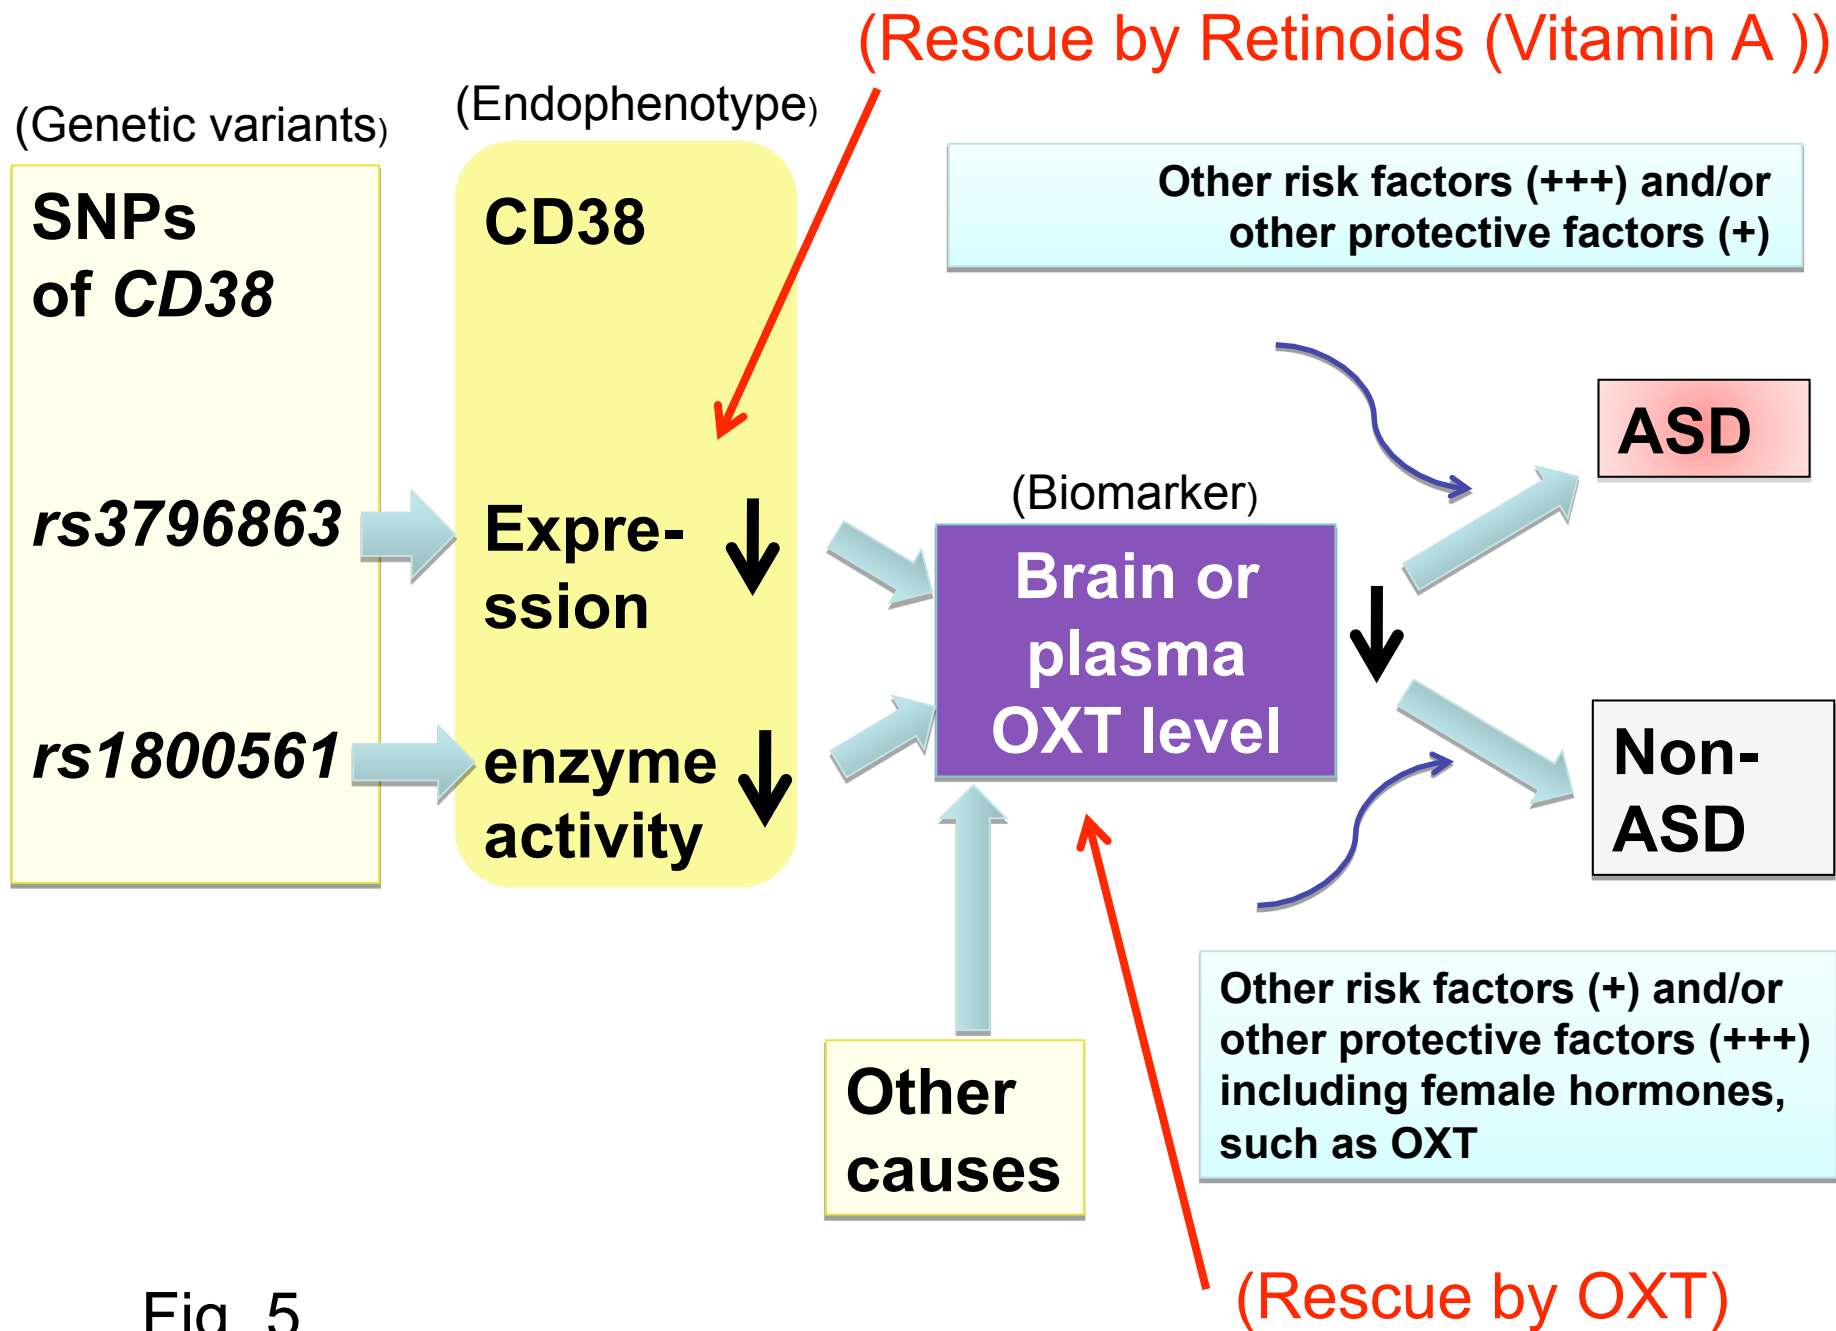 (Rescue by Retinoids (Vitamin A ))
(Genetic variants)
(Endophenotype)
SNPs
of CD38
rs3796863
rs1800561
CD38
Expre-
ssion
enzyme
activity
Other risk factors (+++) and/or
other protective factors (+)
(Biomarker)
Brain or
plasma
OXT level
ASD
Non-
ASD
Other
causes
Other risk factors (+) and/or
other protective factors (+++)
including female hormones,
such as OXT
(Rescue by OXT)
Fig. 5